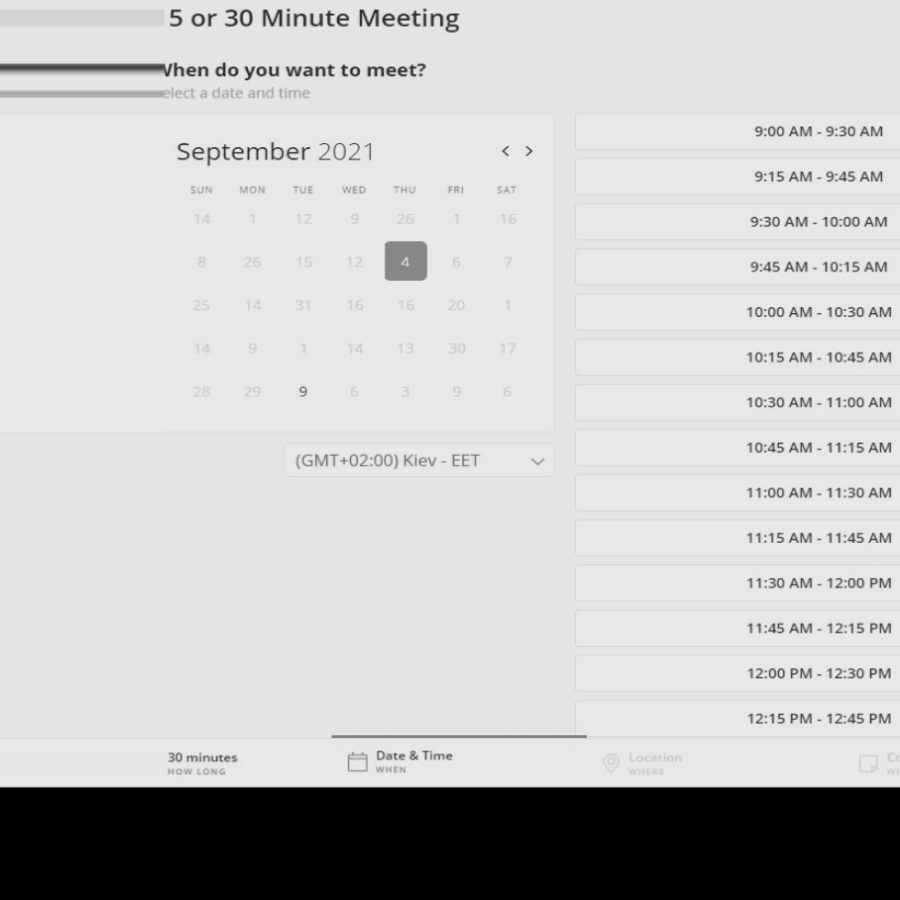 5 or 30 Minute Meeting
When do you want to meet?
elect a date and time
September 2021
< >
SUN MON TUE WED THU FRI SAT
14 1 12 9 26 1 16
8 26 15 12 4 6 7
25 14 31 16 16 20 1
14 9 1 14 13 30 17
28 29 9 6 3 9 6
(GMT+02:00) Kiev - EET
9:00 AM - 9:30 AM
9:15 AM - 9:45 AM
9:30 AM - 10:00 AM
9:45 AM - 10:15 AM
10:00 AM - 10:30 AM
10:15 AM - 10:45 AM
10:30 AM - 11:00 AM
10:45 AM - 11:15 AM
11:00 AM - 11:30 AM
11:15 AM - 11:45 AM
11:30 AM - 12:00 PM
11:45 AM - 12:15 PM
12:00 PM - 12:30 PM
12:15 PM - 12:45 PM
30 minutes
HOW LONG
Date & Time
WHEN
Location
WHERE